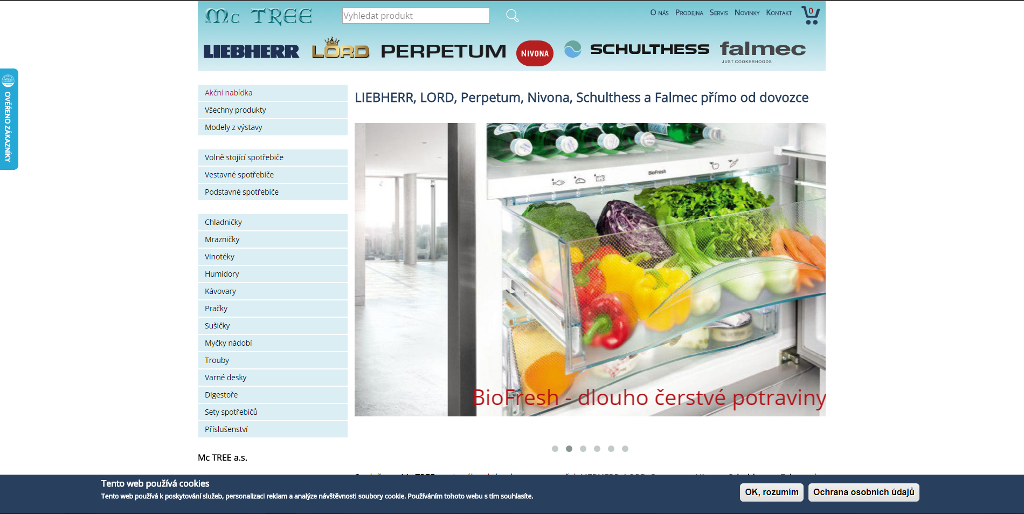 Mc TREE
Vyhledat produkt
O nás Prodejna Servis Novinky Kontakt
0
LIEBHERR LORD PERPETUM NIVONA SCHULTHESS falmec
JUST COOKERHOODS
OVĚŘENO ZÁKAZNÍKY
Akční nabídka
Všechny produkty
Modely z výstavy
Volně stojící spotřebiče
Vestavné spotřebiče
Podstavné spotřebiče
Chladničky
Mrazničky
Vinotéky
Humidory
Kávovary
Pračky
Sušičky
Myčky nádobí
Trouby
Varné desky
Digestoře
Sety spotřebičů
Příslušenství
Mc TREE a.s.
LIEBHERR, LORD, Perpetum, Nivona, Schulthess a Falmec přímo od dovozce
BioFresh
BioFresh - dlouho čerstvé potraviny
Tento web používá cookies
Tento web používá k poskytování služeb, personalizaci reklam a analýze návštěvnosti soubory cookie. Používáním tohoto webu s tím souhlasíte.
OK, rozumím
Ochrana osobních údajů